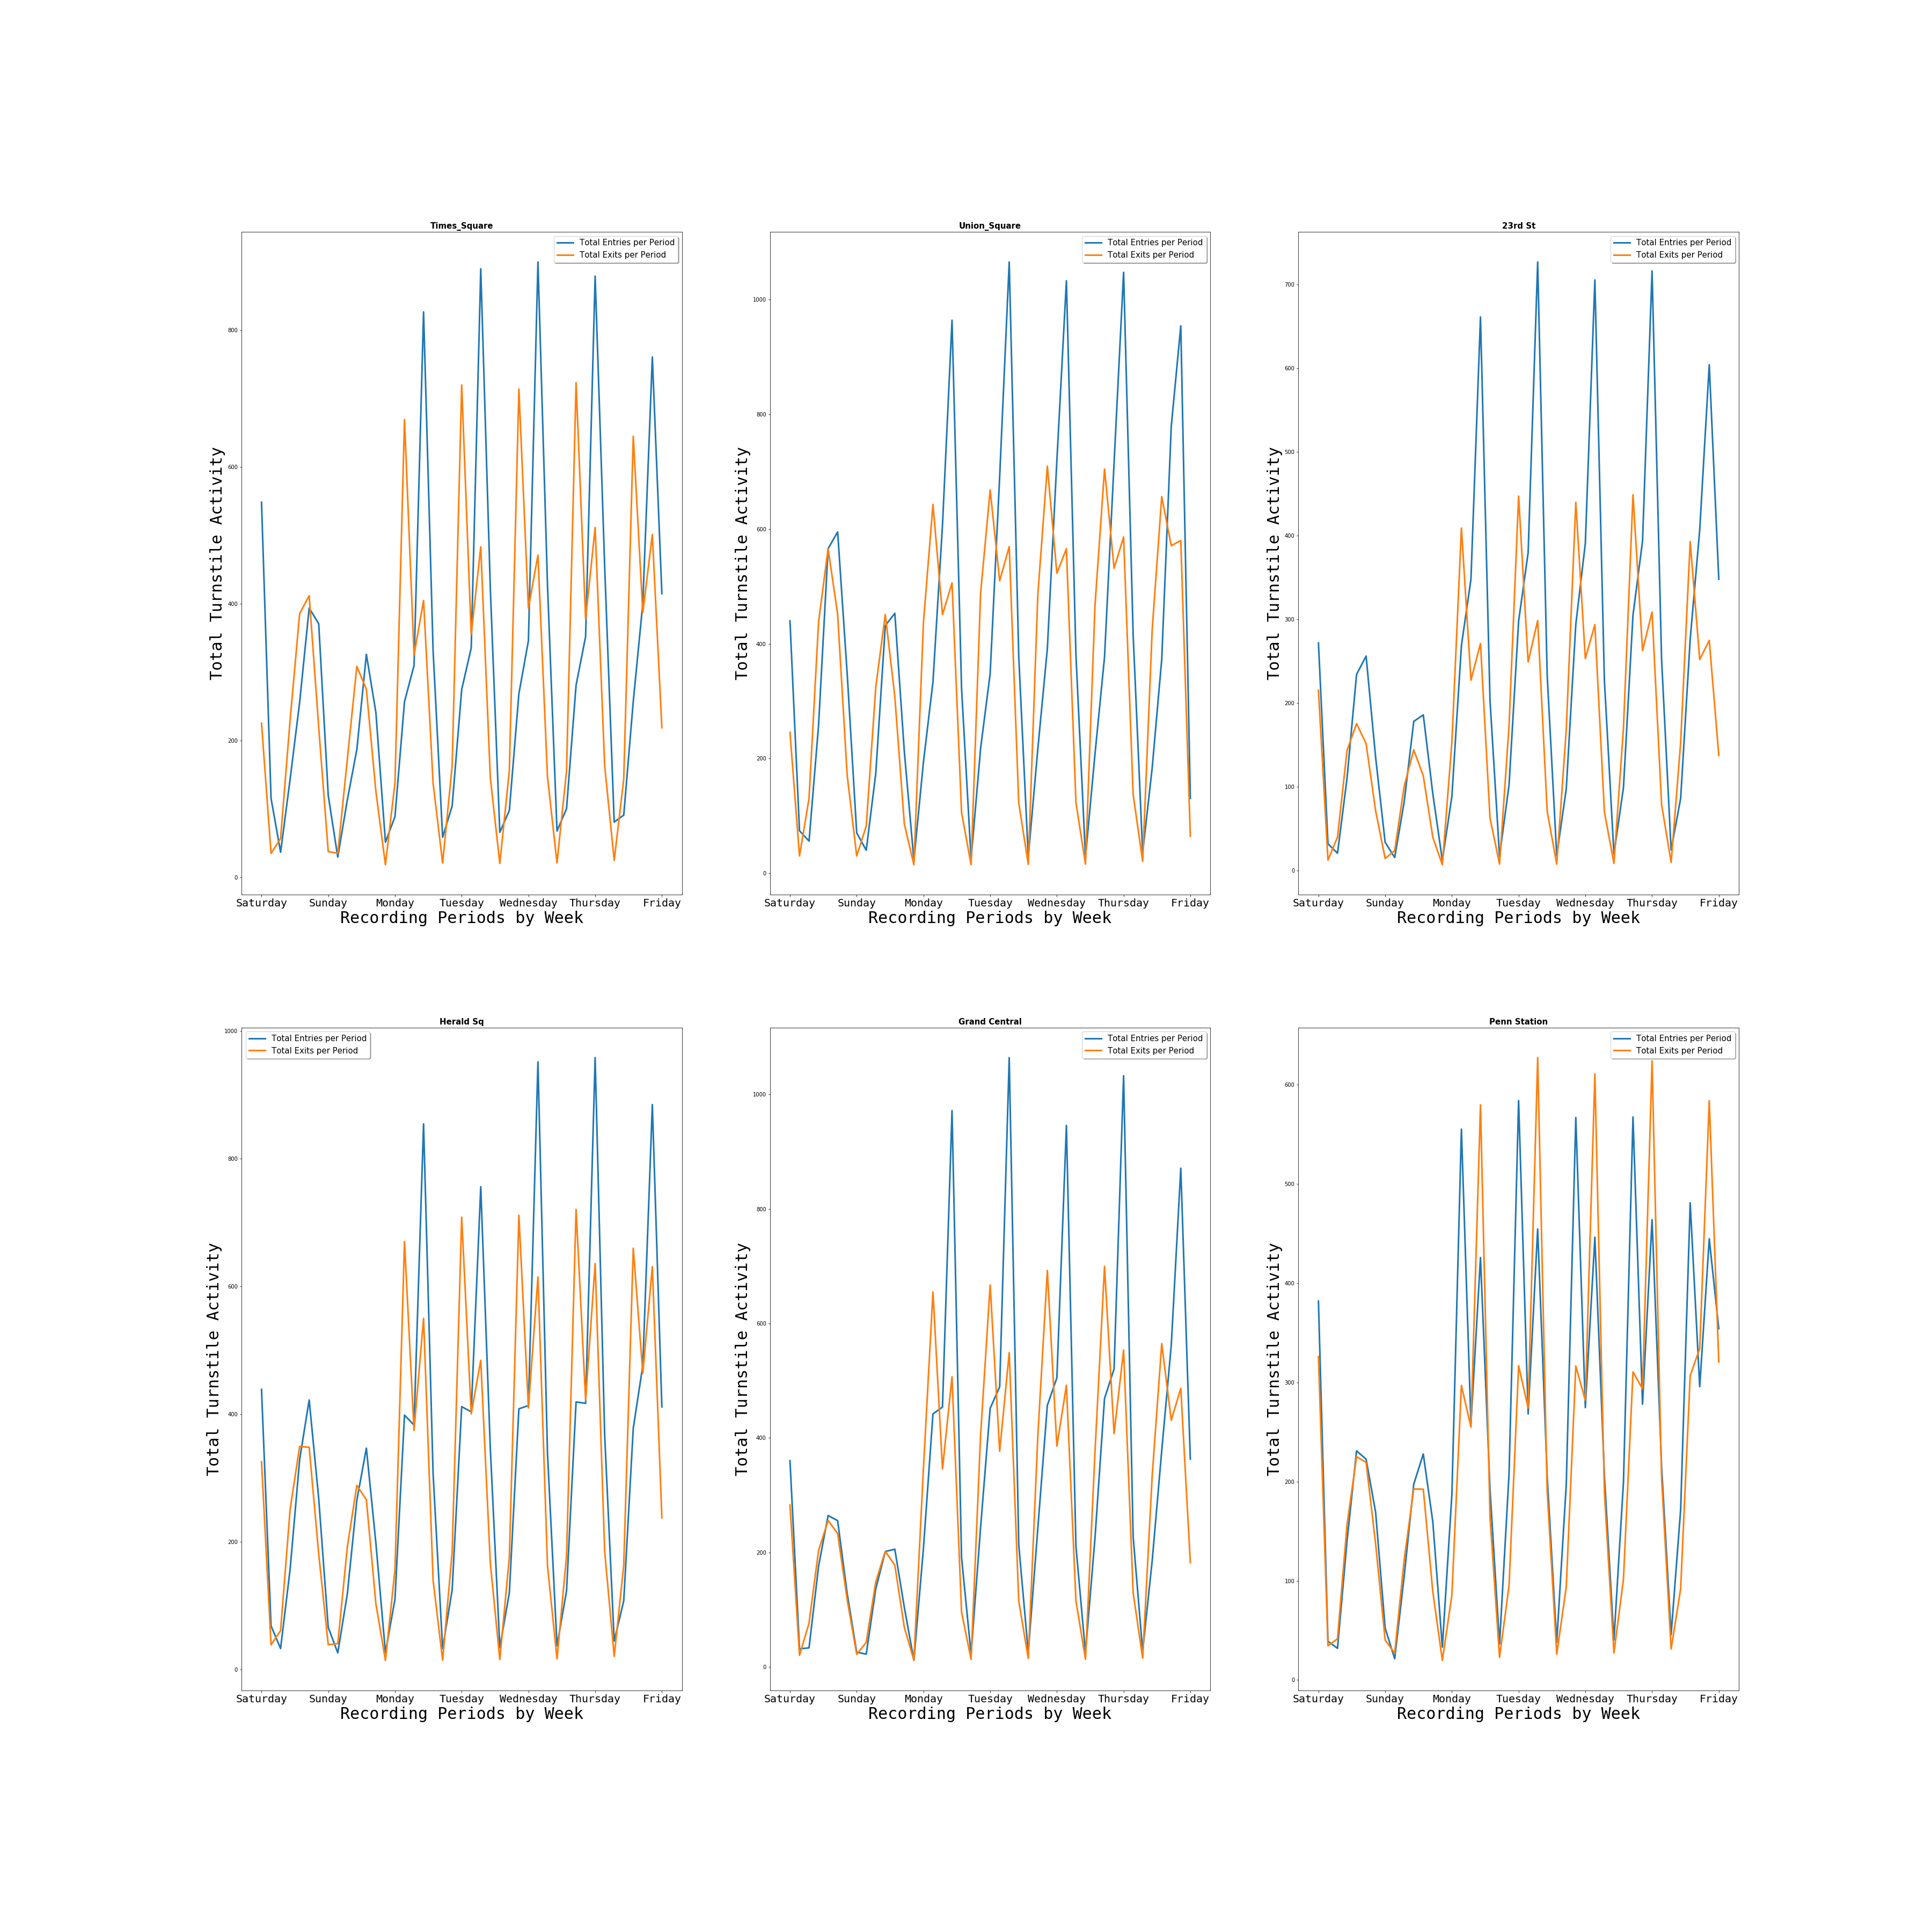 Times_Square
Total Entries per Period
Total Exits per Period
800
600
400
200
0
Total Turnstile Activity
Saturday Sunday Monday Tuesday Wednesday Thursday Friday
Recording Periods by Week
Union_Square
Total Entries per Period
Total Exits per Period
1000
800
600
400
200
0
Total Turnstile Activity
Saturday Sunday Monday Tuesday Wednesday Thursday Friday
Recording Periods by Week
23rd St
Total Entries per Period
Total Exits per Period
700
600
500
400
300
200
100
0
Total Turnstile Activity
Saturday Sunday Monday Tuesday Wednesday Thursday Friday
Recording Periods by Week
Herald Sq
Total Entries per Period
Total Exits per Period
1000
800
600
400
200
0
Total Turnstile Activity
Saturday Sunday Monday Tuesday Wednesday Thursday Friday
Recording Periods by Week
Grand Central
Total Entries per Period
Total Exits per Period
1000
800
600
400
200
0
Total Turnstile Activity
Saturday Sunday Monday Tuesday Wednesday Thursday Friday
Recording Periods by Week
Penn Station
Total Entries per Period
Total Exits per Period
600
500
400
300
200
100
0
Total Turnstile Activity
Saturday Sunday Monday Tuesday Wednesday Thursday Friday
Recording Periods by Week